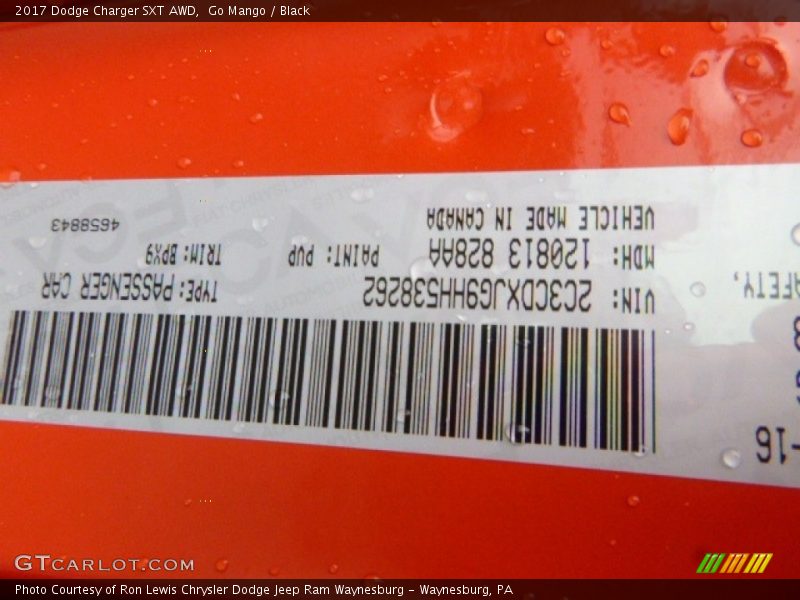 2017 Dodge Charger SXT AWD,  Go Mango / Black
VIN: 2C3CDXJG9HH538262
TYPE: PASSENGER CAR
MDH: 120813 828AA
PAINT: PVP
TRIM: BPX9
VEHICLE MADE IN CANADA
4658843
-16
AFETY,
GTCARLOT.COM
Photo Courtesy of Ron Lewis Chrysler Dodge Jeep Ram Waynesburg - Waynesburg, PA